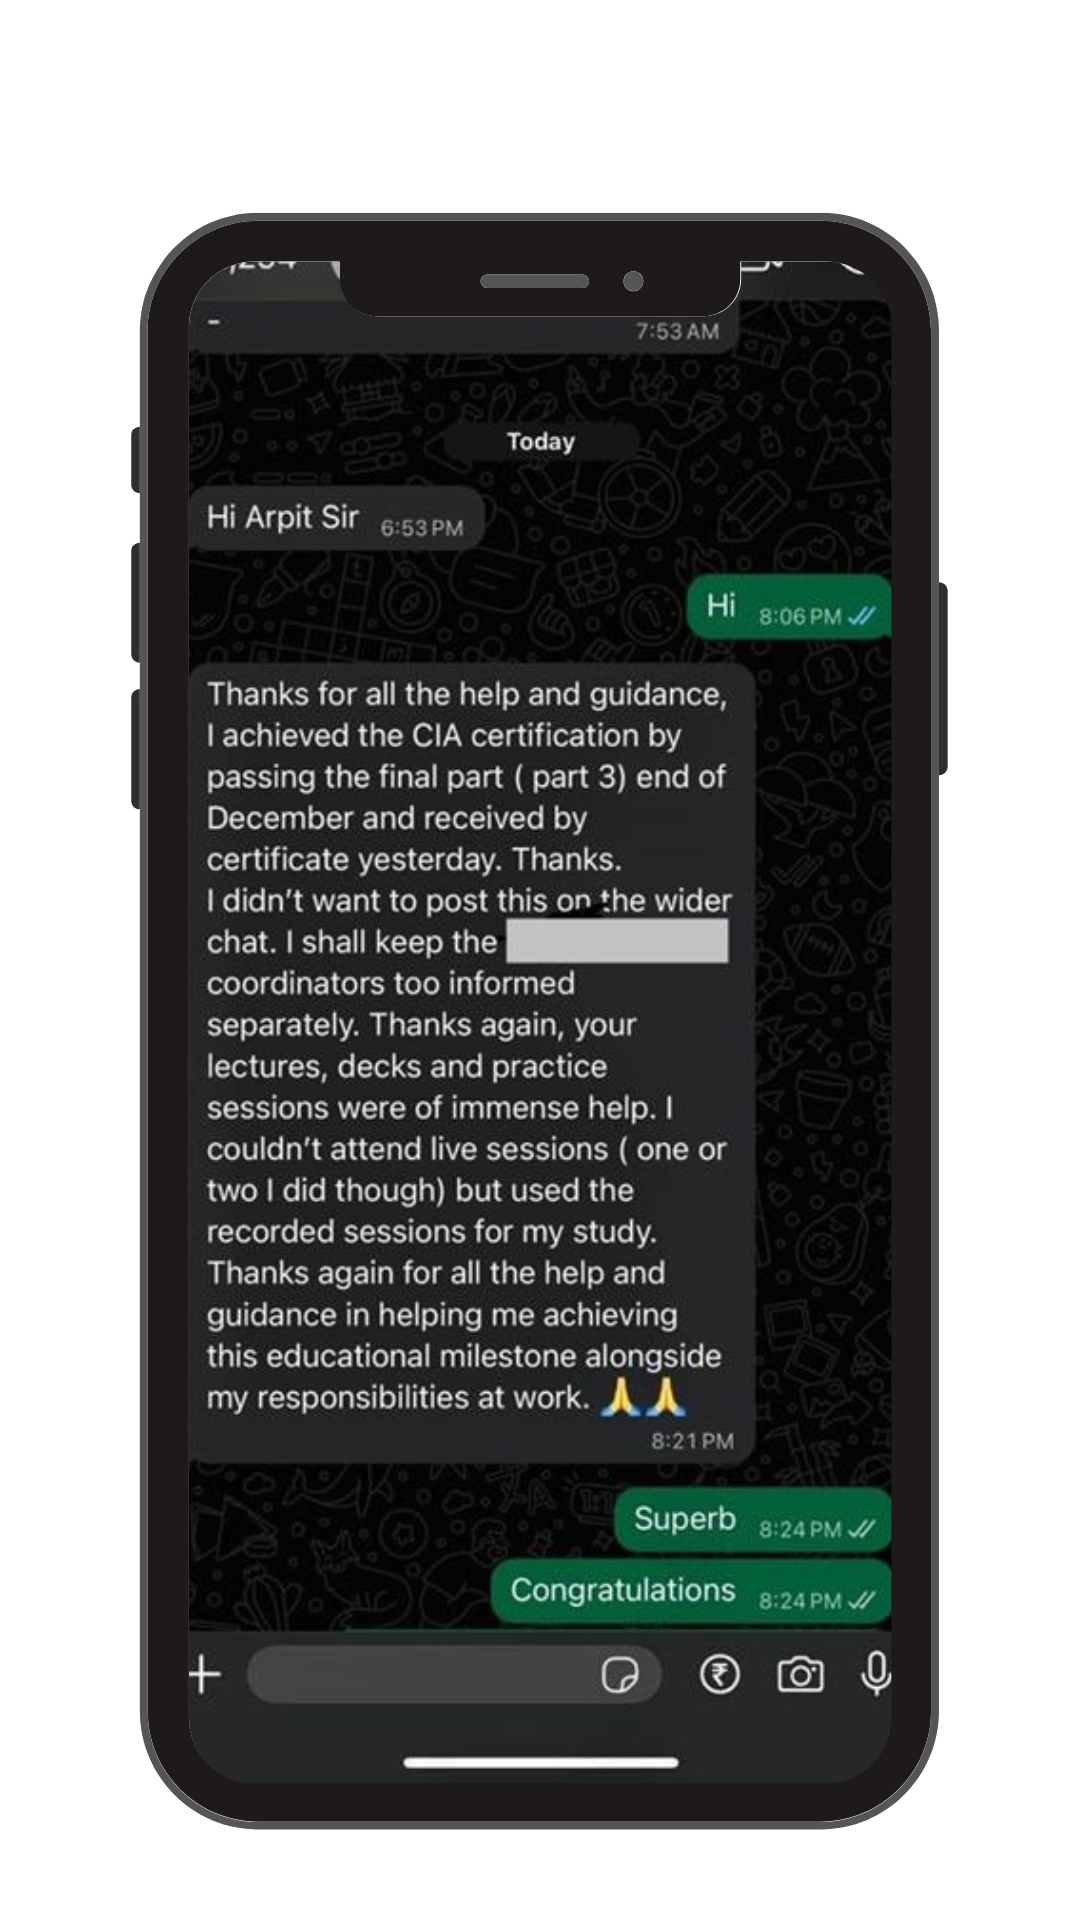 7:53 AM
Today
Hi Arpit Sir 6:53 PM
Hi 8:06 PM
Thanks for all the help and guidance,
I achieved the CIA certification by
passing the final part ( part 3) end of
December and received by
certificate yesterday. Thanks.
I didn't want to post this on the wider
chat. I shall keep the
coordinators too informed
separately. Thanks again, your
lectures, decks and practice
sessions were of immense help. I
couldn't attend live sessions ( one or
two I did though) but used the
recorded sessions for my study.
Thanks again for all the help and
guidance in helping me achieving
this educational milestone alongside
my responsibilities at work. 🙏🙏
8:21 PM
Superb 8:24 PM
Congratulations 8:24 PM